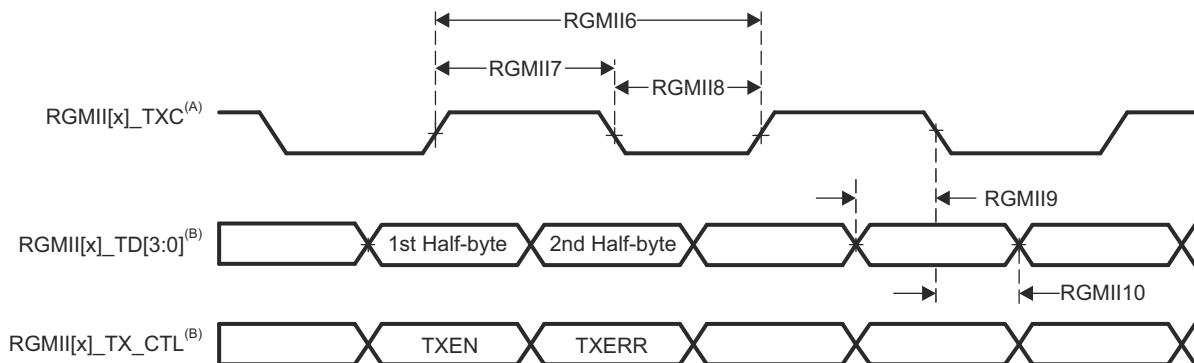 RGMII6
RGMII7
RGMII8
RGMII[x]_TXC(A)
RGMII9
RGMII[x]_TD[3:0](B)
1st Half-byte
2nd Half-byte
RGMII10
RGMII[x]_TX_CTL(B)
TXEN
TXERR